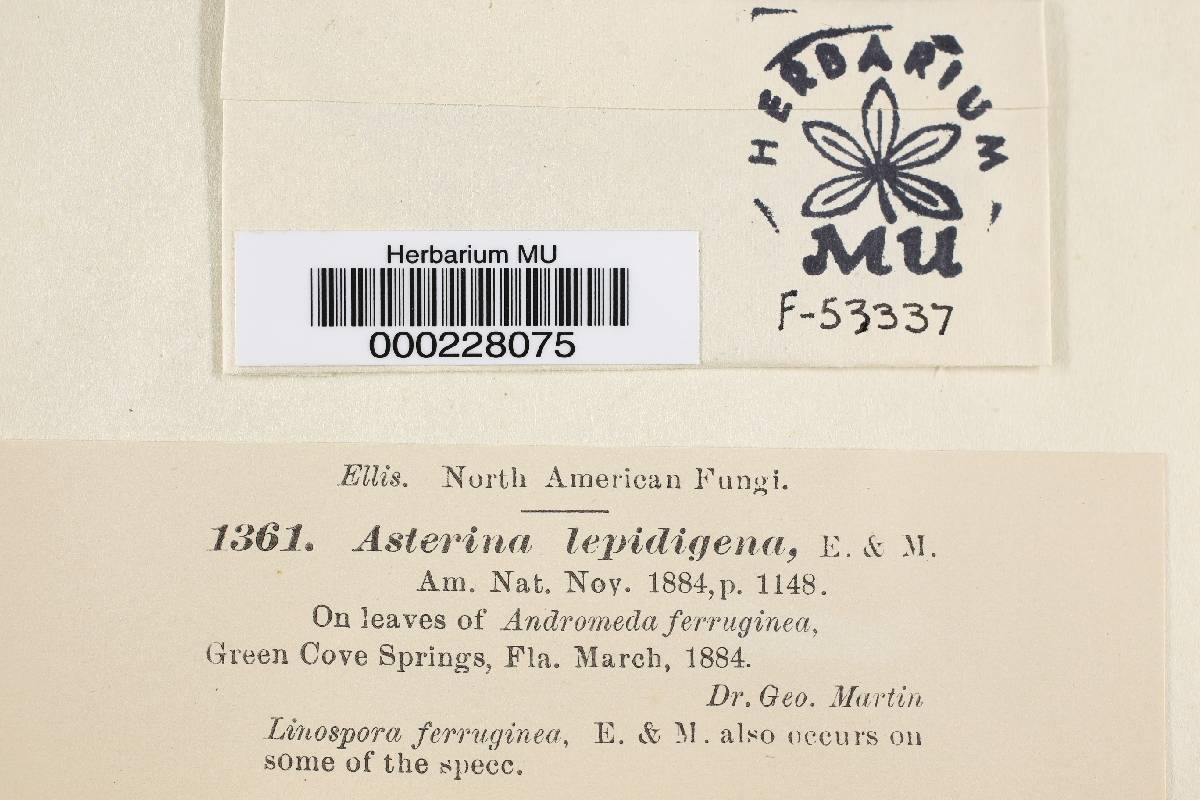 HERBARIUM
MU
F-53337
Herbarium MU
000228075
Ellis. North American Fungi.
1361. Asterina lepidigena, E. & M.
Am. Nat. Nov. 1884, p. 1148.
On leaves of Andromeda ferruginea,
Green Cove Springs, Fla. March, 1884.
Dr. Geo. Martin
Linospora ferruginea, E. & M. also occurs on
some of the specc.